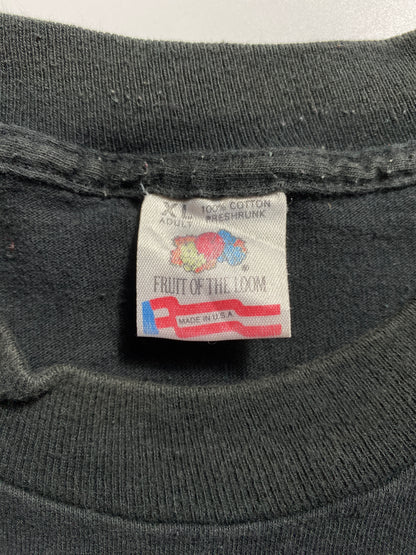 XL 100% COTTON
ADULT PRESHRUNK
®
FRUIT OF THE LOOM
MADE IN U.S.A.